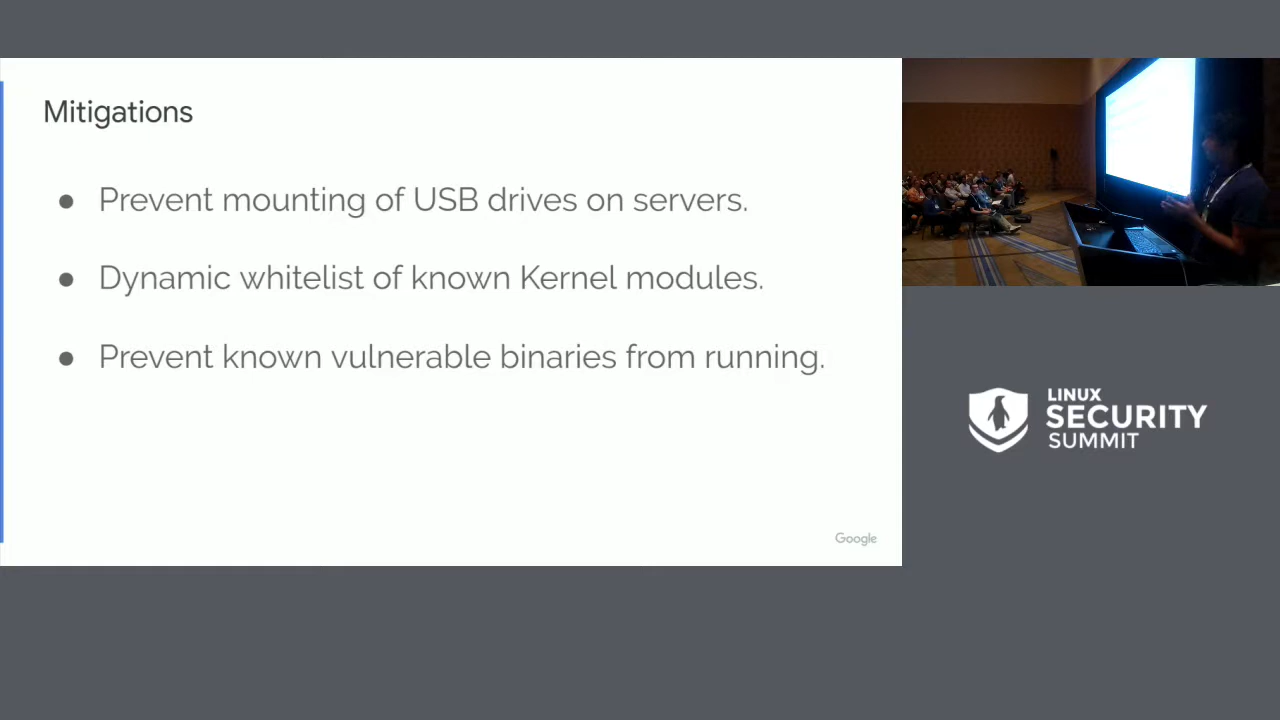 Mitigations
● Prevent mounting of USB drives on servers.
● Dynamic whitelist of known Kernel modules.
● Prevent known vulnerable binaries from running.
Google
LINUX
SECURITY
SUMMIT